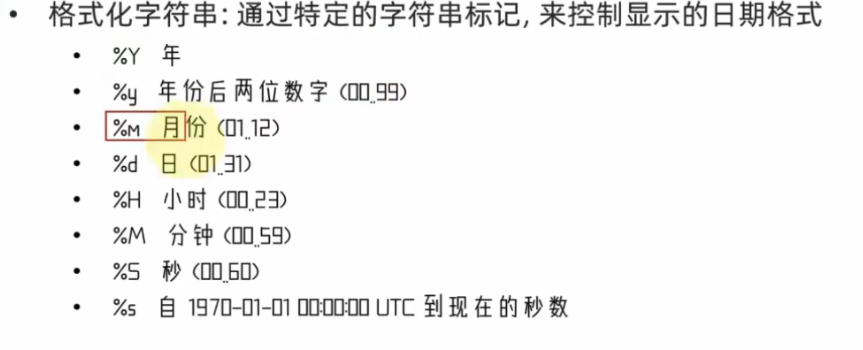 • 格式化字符串: 通过特定的字符串标记, 来控制显示的日期格式
• %Y 年
• %y 年份后两位数字 (00..99)
• %m 月份 (01..12)
• %d 日 (01..31)
• %H 小时 (00..23)
• %M 分钟 (00..59)
• %S 秒 (00..60)
• %s 自 1970-01-01 00:00:00 UTC 到现在的秒数